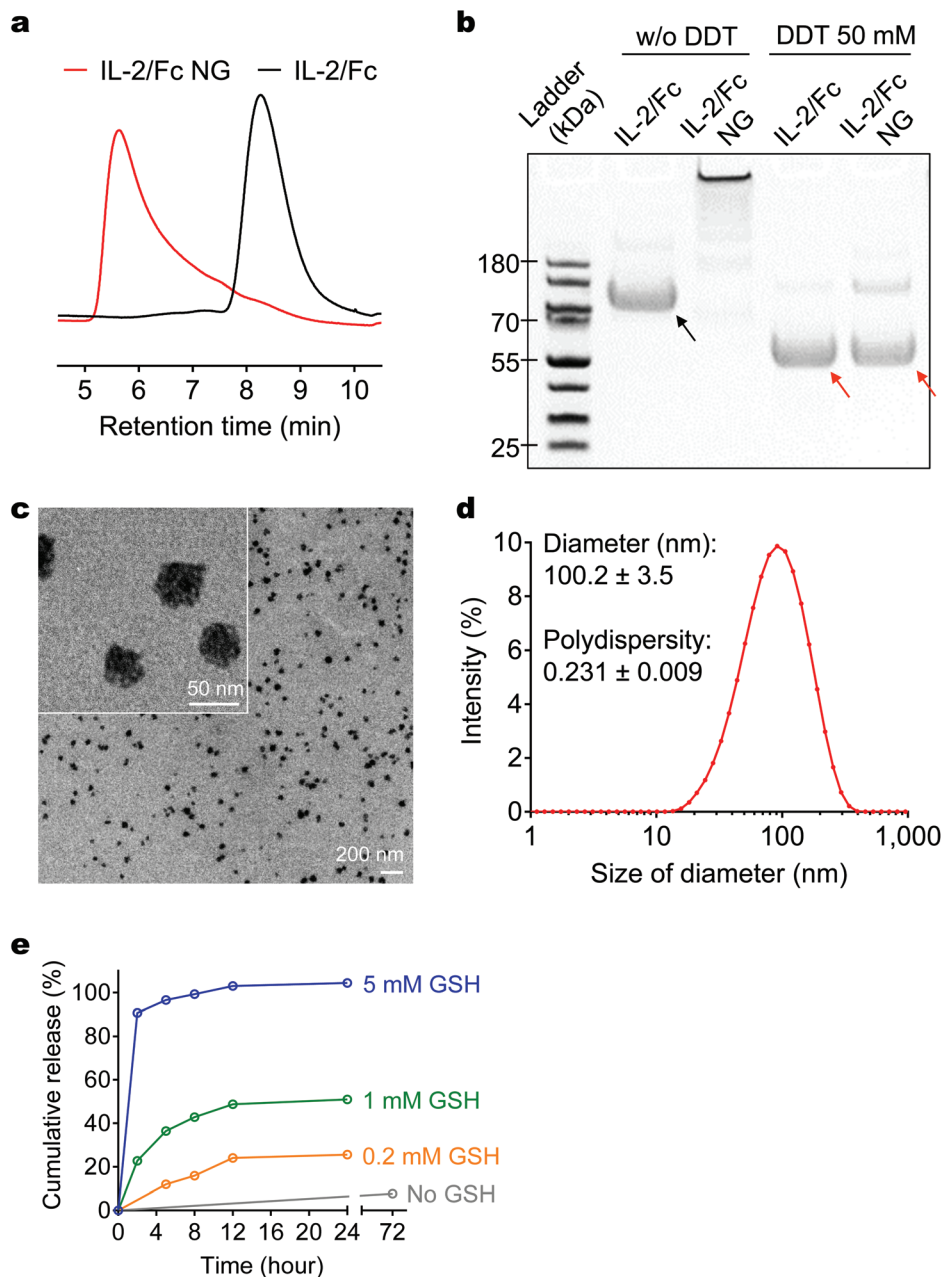 a
IL-2/Fc NG
IL-2/Fc
5 6 7 8 9 10
Retention time (min)
b
w/o DDT
DDT 50 mM
Ladder
(kDa)
IL-2/Fc
IL-2/Fc
NG
IL-2/Fc
IL-2/Fc
NG
180
70
55
25
c
50 nm
200 nm
d
Diameter (nm):
100.2 ± 3.5
Polydispersity:
0.231 ± 0.009
Intensity (%)
10
8
6
4
2
0
1 10 100 1,000
Size of diameter (nm)
e
Cumulative release (%)
100
80
60
40
20
0
5 mM GSH
1 mM GSH
0.2 mM GSH
No GSH
0 4 8 12 16 20 24 72
Time (hour)